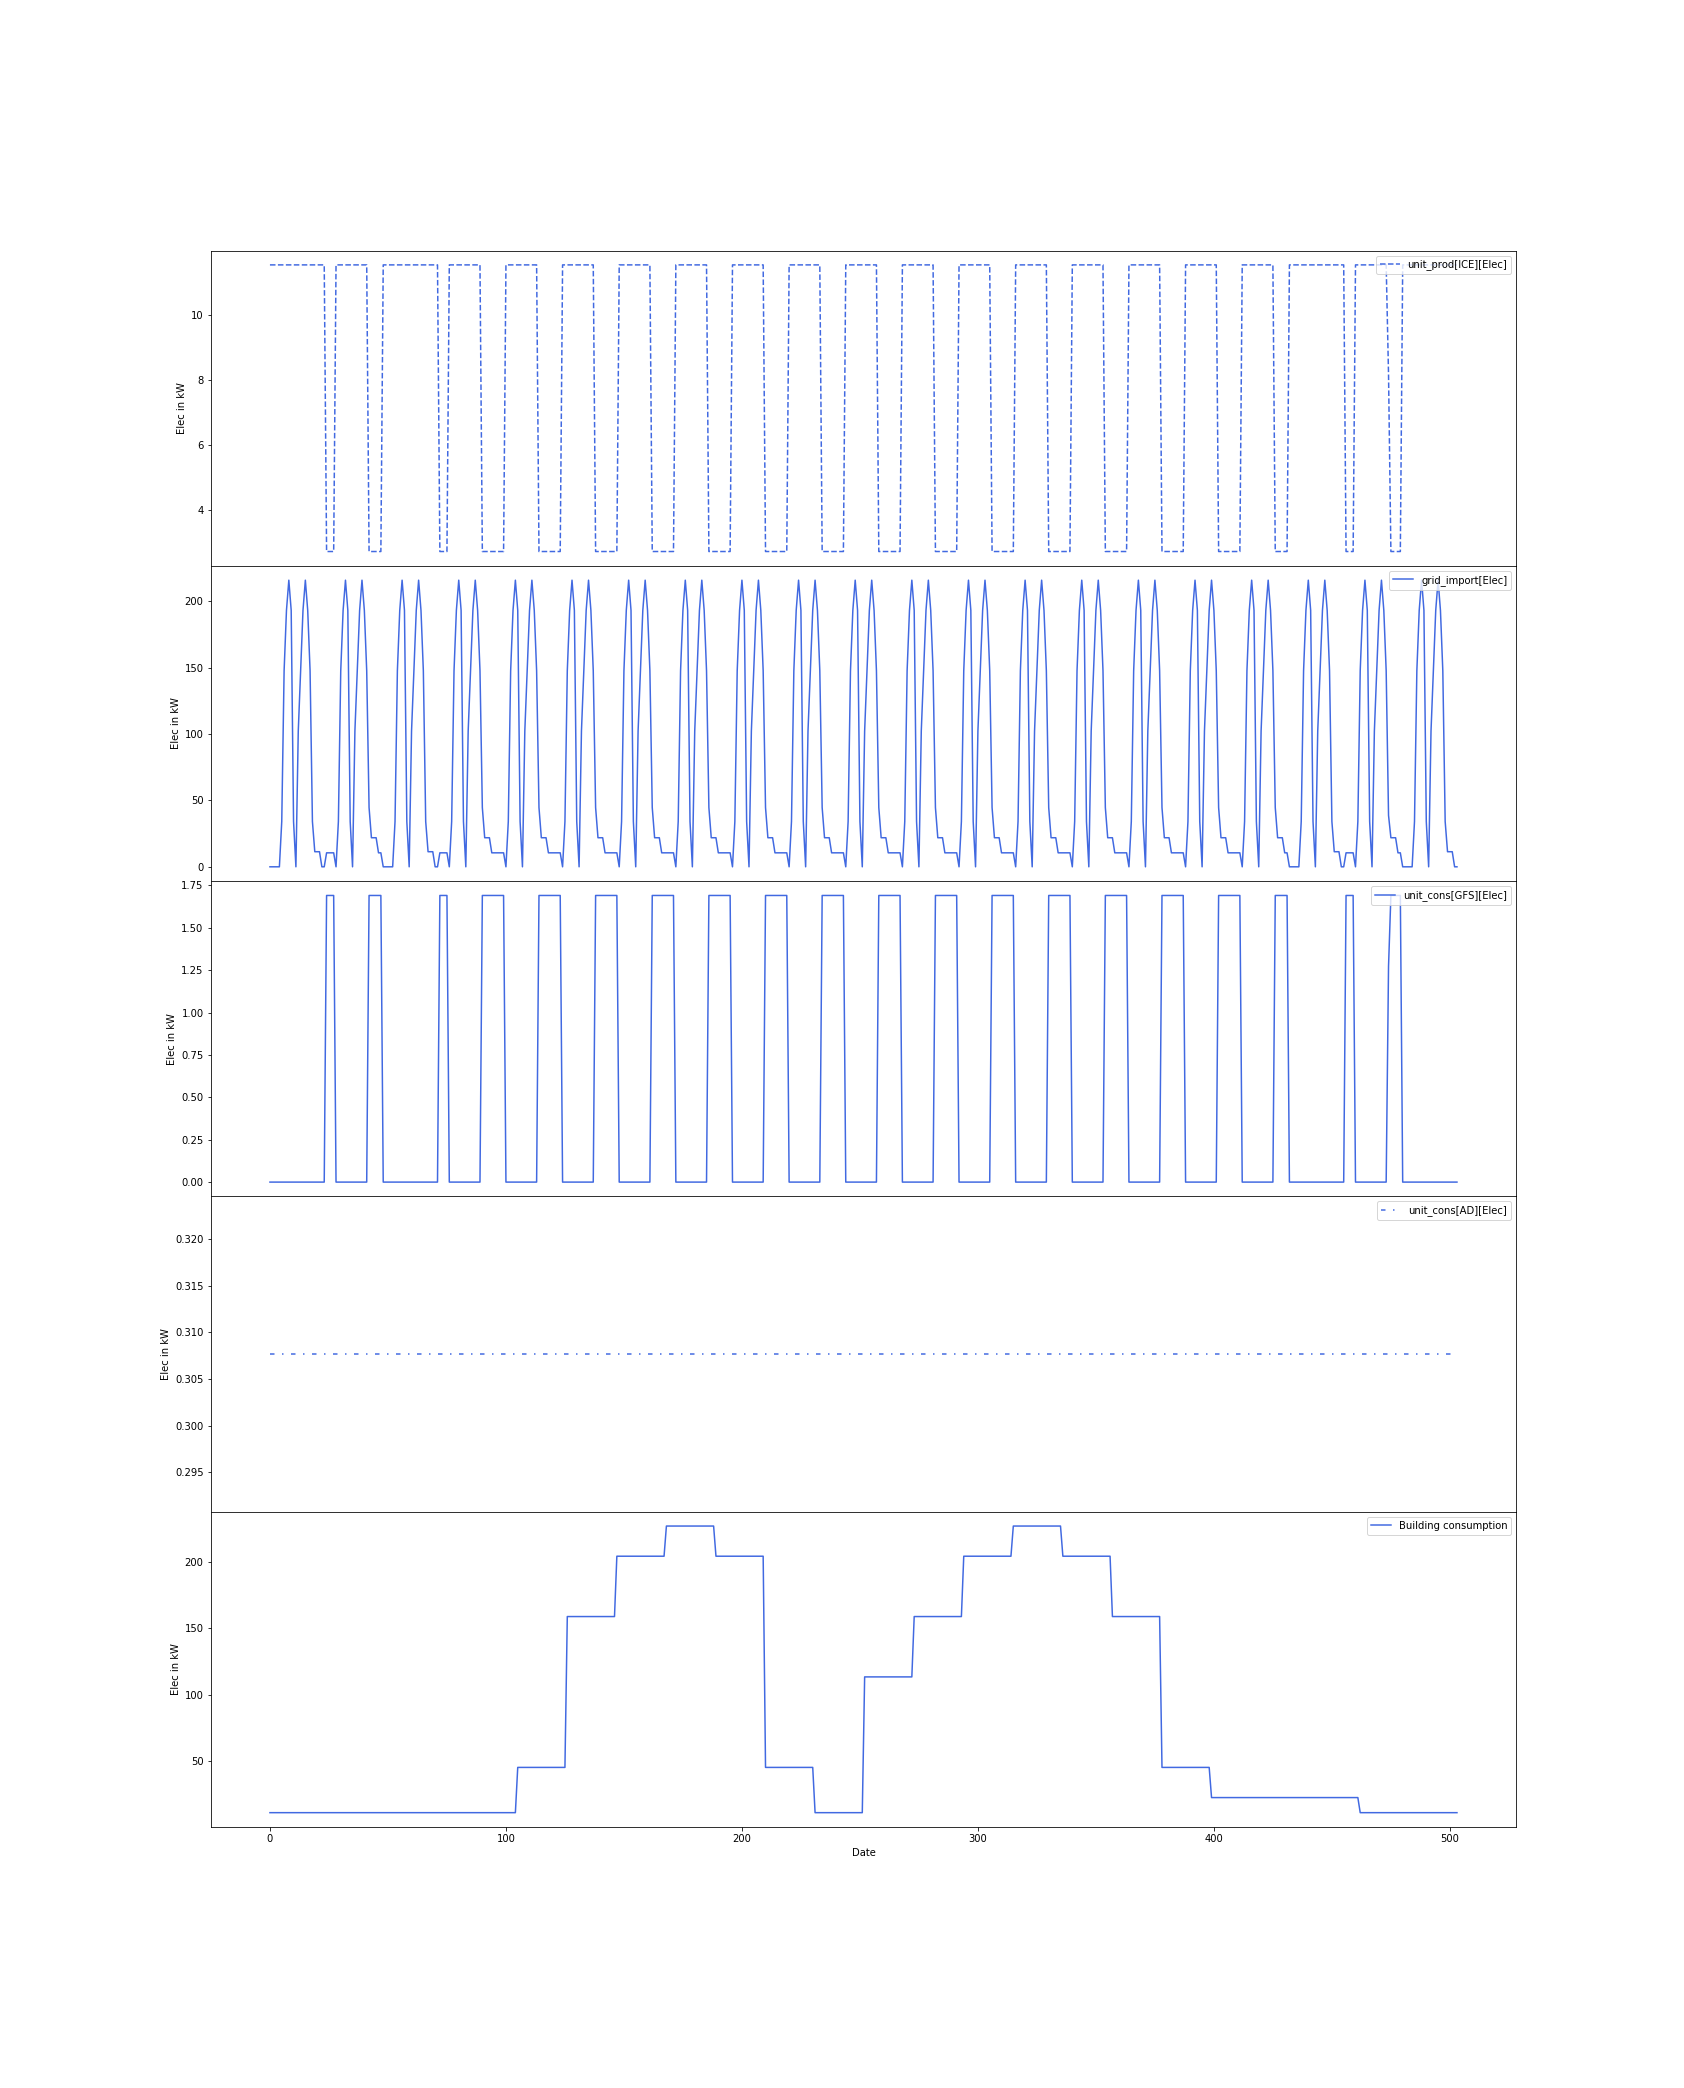 unit_prod[ICE][Elec]
10
8
6
4
Elec in kW
grid_import[Elec]
200
150
100
50
0
Elec in kW
unit_cons[GFS][Elec]
1.75
1.50
1.25
1.00
0.75
0.50
0.25
0.00
Elec in kW
unit_cons[AD][Elec]
0.320
0.315
0.310
0.305
0.300
0.295
Elec in kW
Building consumption
200
150
100
50
Elec in kW
0 100 200 300 400 500
Date